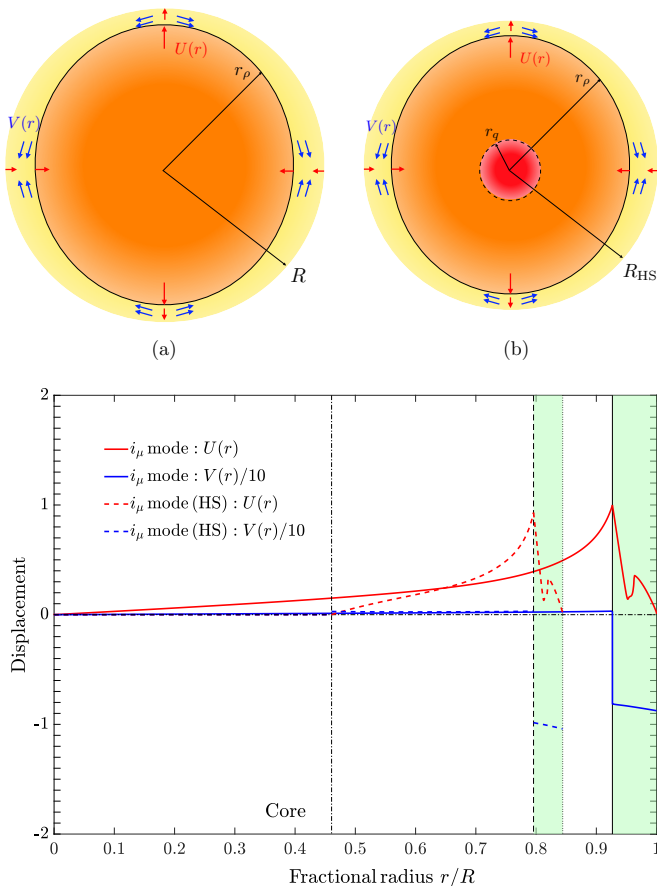 U(r)
r_ρ
V(r)
R
(a)
U(r)
r_ρ
V(r)
r_q
R_HS
(b)
2
1
0
-1
-2
Displacement
i_μ mode : U(r)
i_μ mode : V(r)/10
i_μ mode (HS) : U(r)
i_μ mode (HS) : V(r)/10
Core
0 0.1 0.2 0.3 0.4 0.5 0.6 0.7 0.8 0.9 1
Fractional radius r/R